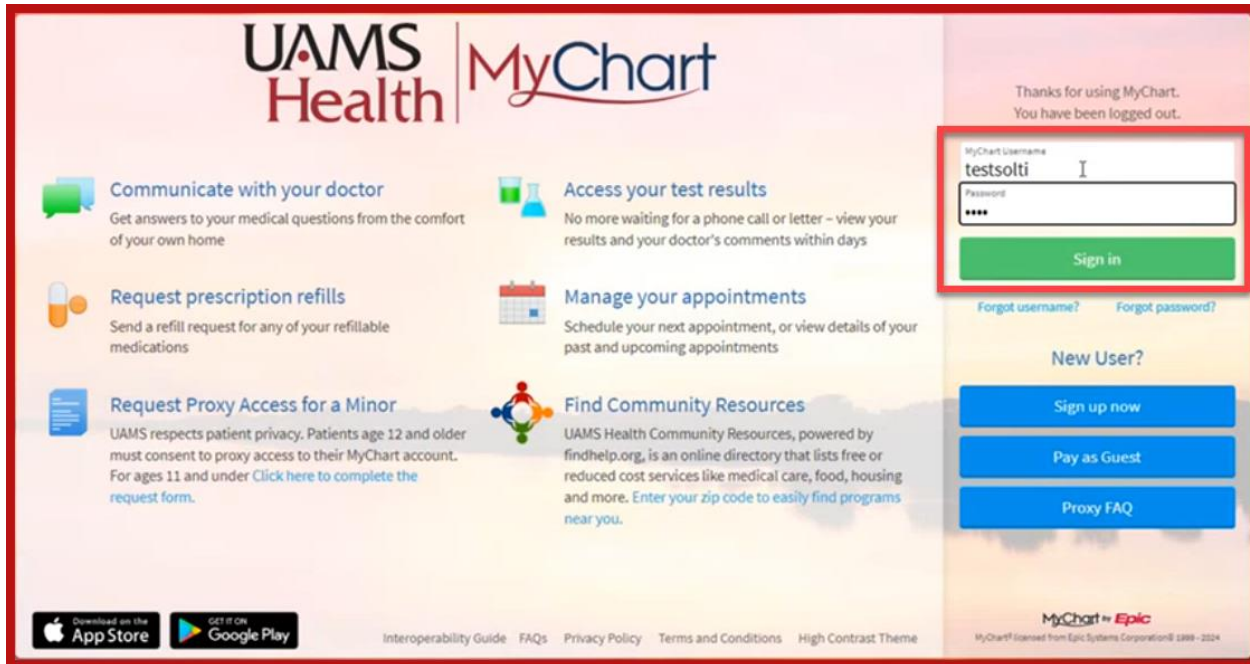 UAMS
Health
MyChart
Thanks for using MyChart.
You have been logged out.
MyChart Username
testsolti
Password
••••
Sign in
Forgot username? Forgot password?
New User?
Sign up now
Pay as Guest
Proxy FAQ
Communicate with your doctor
Get answers to your medical questions from the comfort
of your own home
Access your test results
No more waiting for a phone call or letter – view your
results and your doctor's comments within days
Request prescription refills
Send a refill request for any of your refillable
medications
Manage your appointments
Schedule your next appointment, or view details of your
past and upcoming appointments
Request Proxy Access for a Minor
UAMS respects patient privacy. Patients age 12 and older
must consent to proxy access to their MyChart account.
For ages 11 and under Click here to complete the
request form.
Find Community Resources
UAMS Health Community Resources, powered by
findhelp.org, is an online directory that lists free or
reduced cost services like medical care, food, housing
and more. Enter your zip code to easily find programs
near you.
Download on the
App Store
GET IT ON
Google Play
Interoperability Guide FAQs Privacy Policy Terms and Conditions High Contrast Theme
MyChart by Epic
MyChart® licensed from Epic Systems Corporation© 1999 - 2024